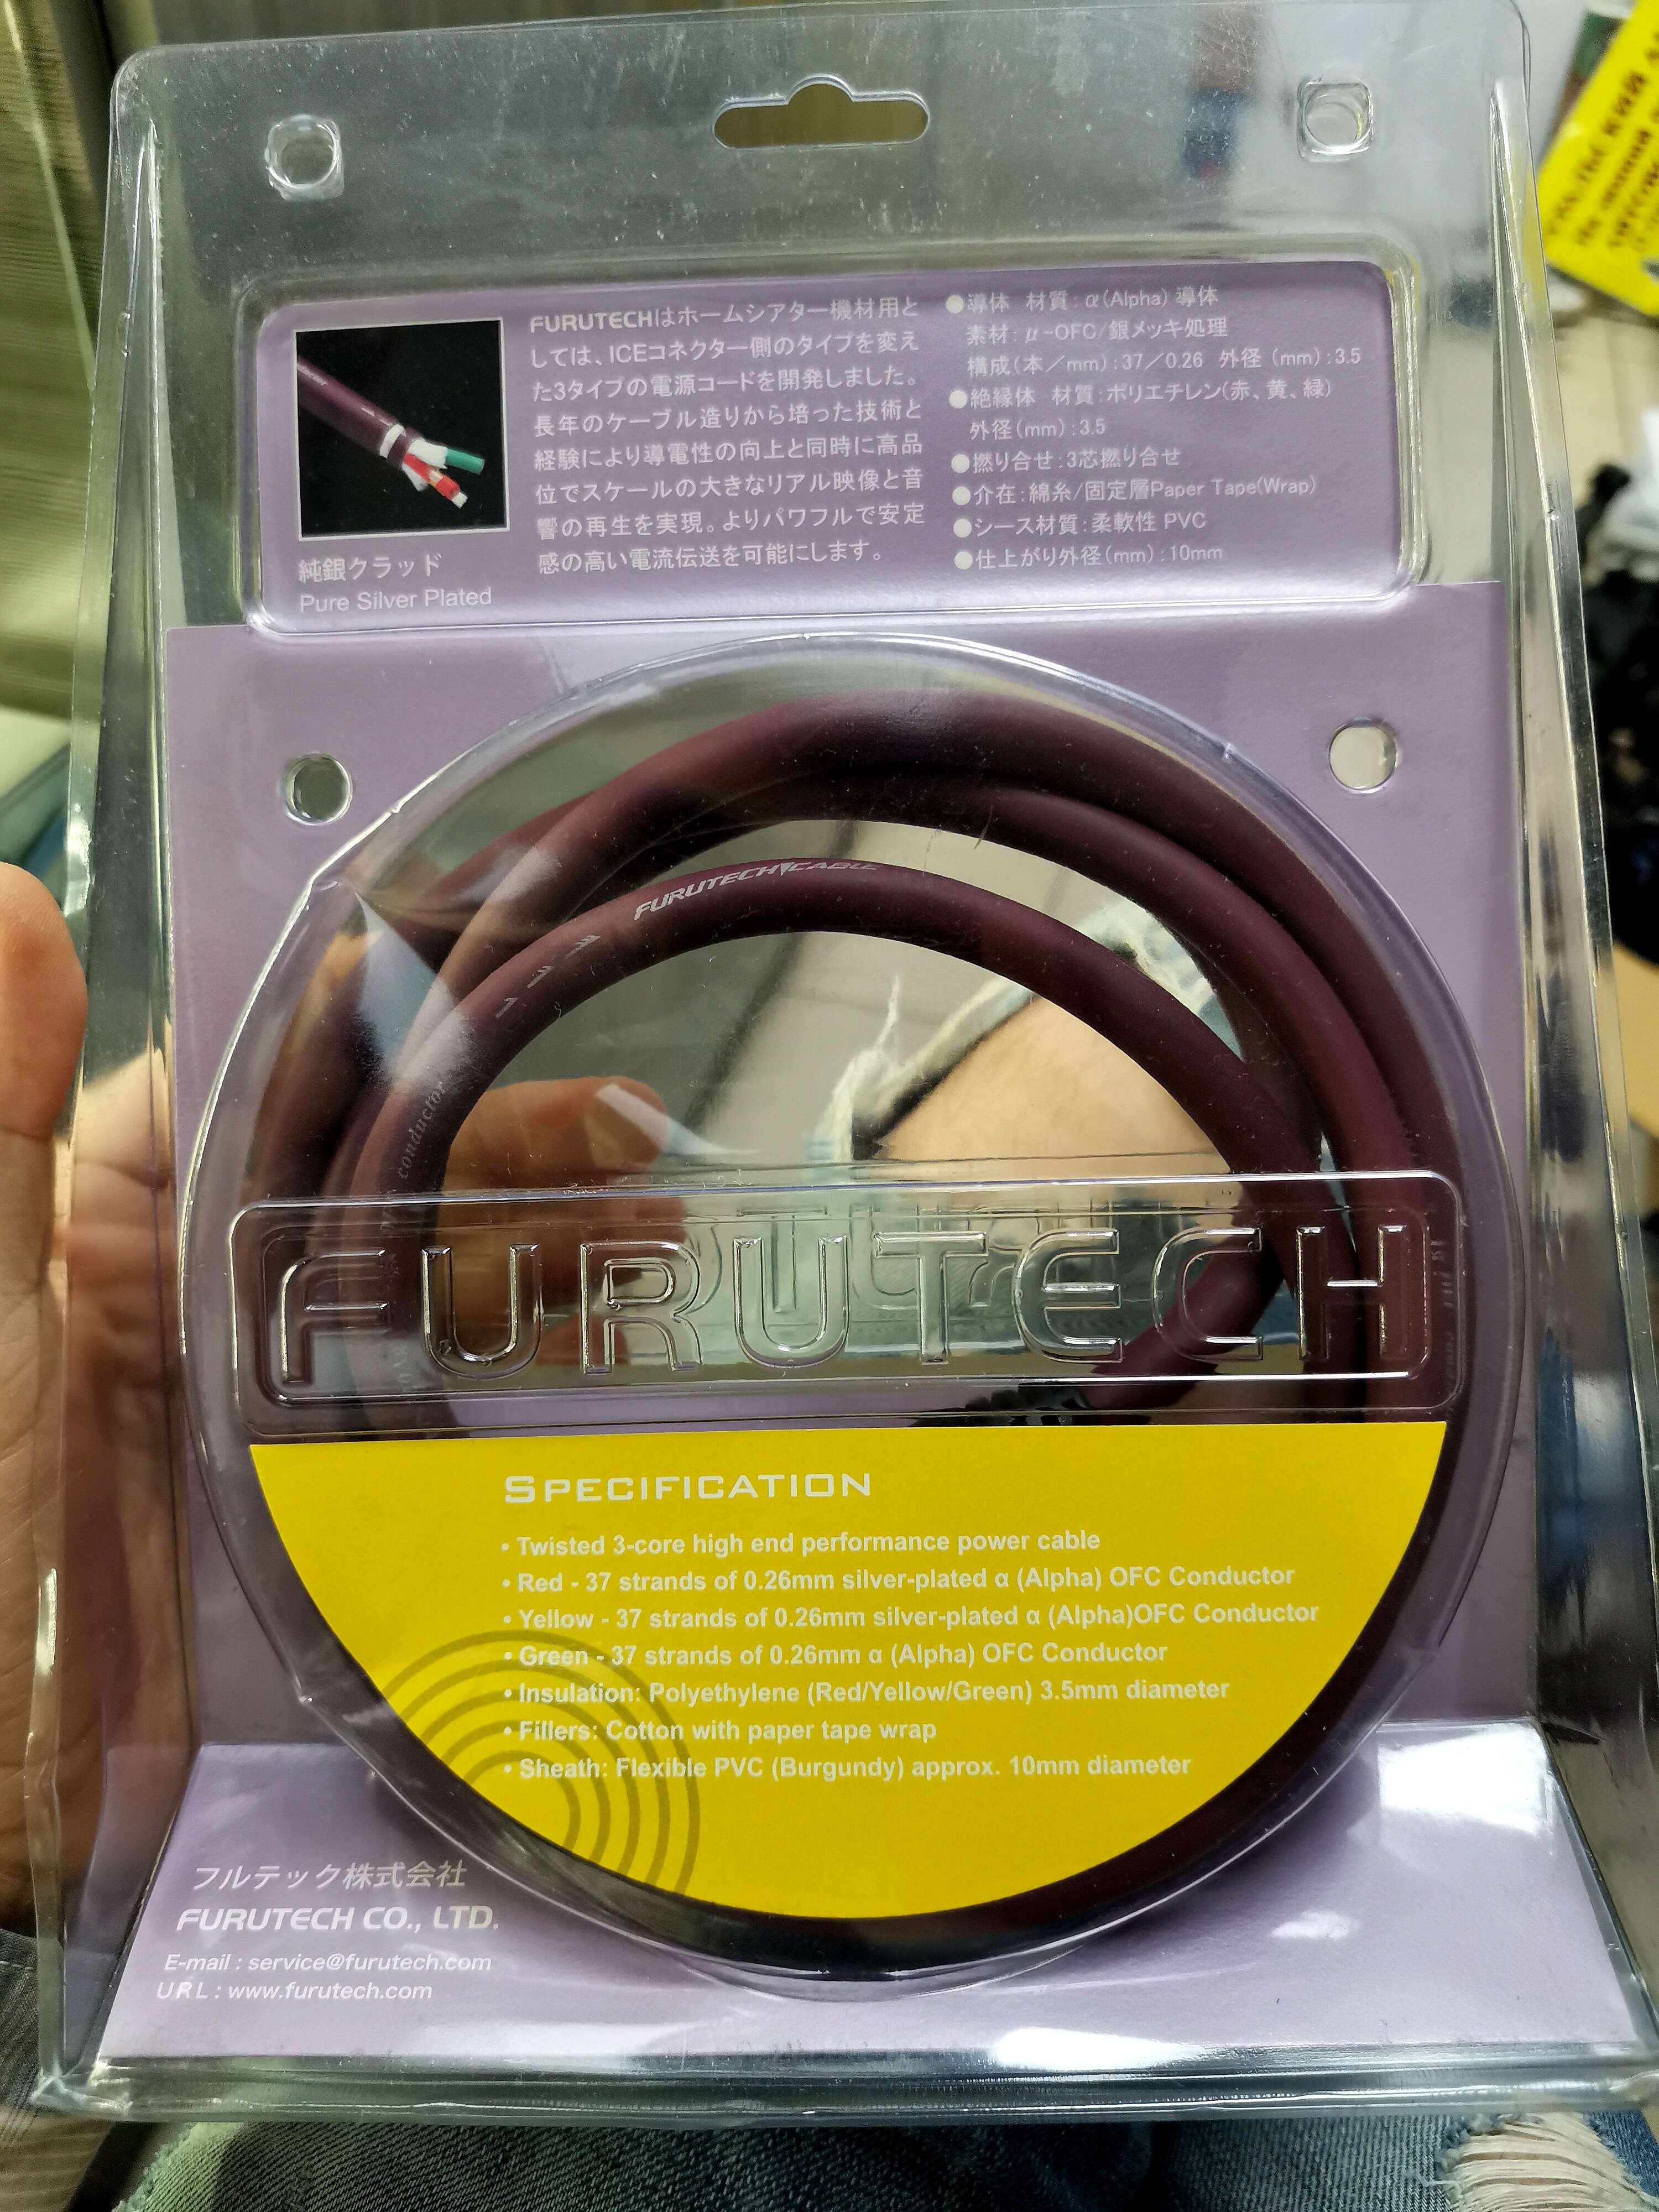 FURUTECHはホームシアター機材用と
しては、ICEコネクター側のタイプを変え
た3タイプの電源コードを開発しました。
長年のケーブル造りから培った技術と
経験により導電性の向上と同時に高品
位でスケールの大きなリアル映像と音
響の再生を実現。よりパワフルで安定
感の高い電流伝送を可能にします。
純銀クラッド
Pure Silver Plated
●導体 材質:α(Alpha) 導体
素材:μ-OFC/銀メッキ処理
構成(本/mm):37/0.26 外径 (mm):3.5
●絶縁体 材質:ポリエチレン(赤、黄、緑)
外径(mm):3.5
●撚り合せ:3芯撚り合せ
●介在:綿糸/固定層Paper Tape(Wrap)
●シース材質:柔軟性 PVC
●仕上がり外径(mm):10mm
FURUTECH CABLE
conductor
FURUTECH
SPECIFICATION
• Twisted 3-core high end performance power cable
• Red - 37 strands of 0.26mm silver-plated α (Alpha) OFC Conductor
• Yellow - 37 strands of 0.26mm silver-plated α (Alpha)OFC Conductor
• Green - 37 strands of 0.26mm α (Alpha) OFC Conductor
• Insulation: Polyethylene (Red/Yellow/Green) 3.5mm diameter
• Fillers: Cotton with paper tape wrap
• Sheath: Flexible PVC (Burgundy) approx. 10mm diameter
フルテック株式会社
FURUTECH CO., LTD.
E-mail : service@furutech.com
URL : www.furutech.com